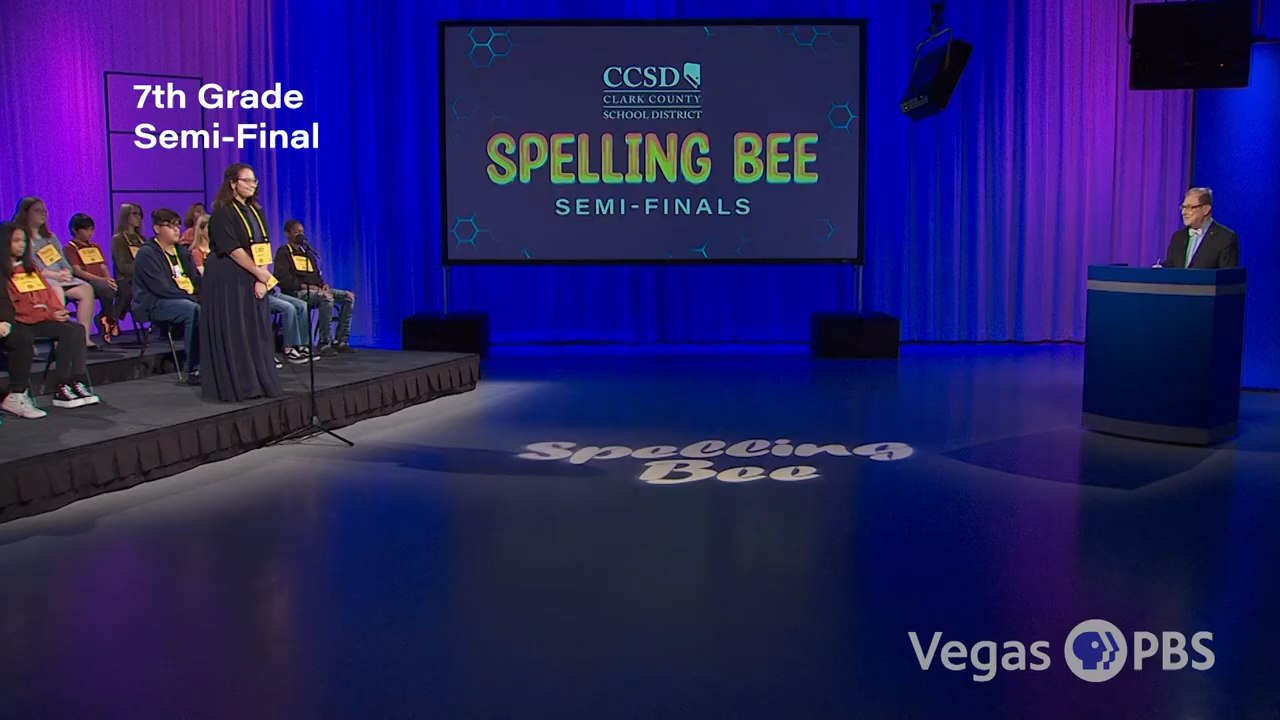 7th Grade
Semi-Final
CCSD
CLARK COUNTY
SCHOOL DISTRICT
SPELLING BEE
SEMI-FINALS
Spelling
Bee
Vegas PBS